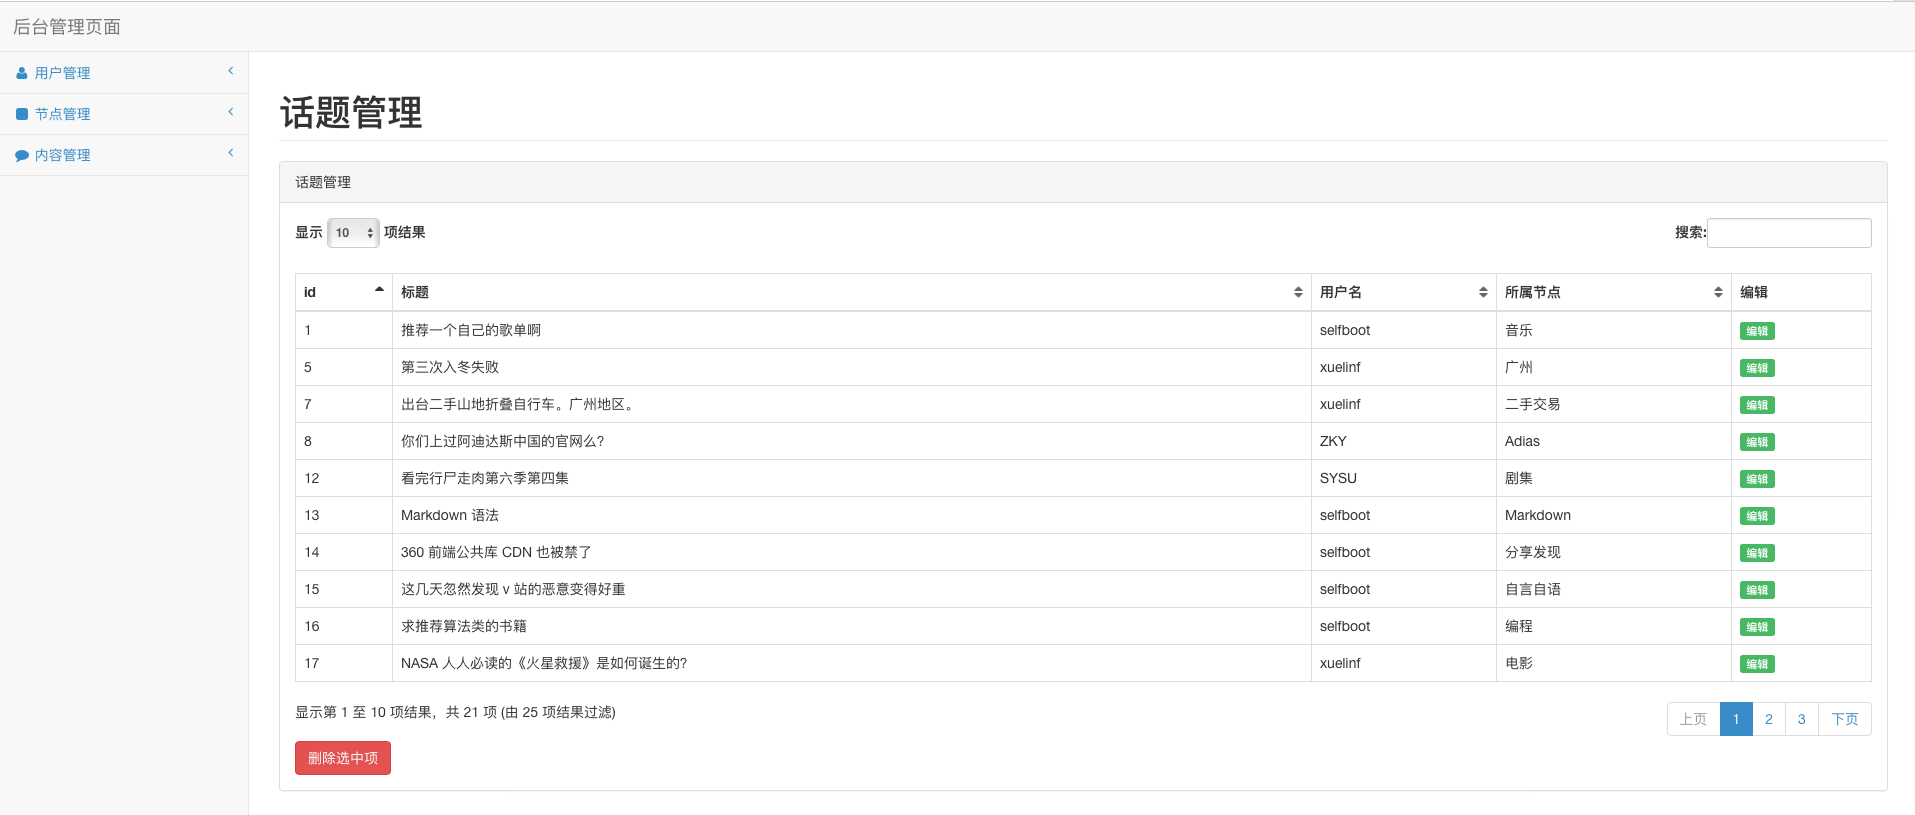 后台管理页面
用户管理
节点管理
内容管理
话题管理
话题管理
显示 10 项结果 搜索:
id 标题 用户名 所属节点 编辑
1 推荐一个自己的歌单啊 selfboot 音乐 编辑
5 第三次入冬失败 xuelinf 广州 编辑
7 出台二手山地折叠自行车。广州地区。 xuelinf 二手交易 编辑
8 你们上过阿迪达斯中国的官网么? ZKY Adias 编辑
12 看完行尸走肉第六季第四集 SYSU 剧集 编辑
13 Markdown 语法 selfboot Markdown 编辑
14 360 前端公共库 CDN 也被禁了 selfboot 分享发现 编辑
15 这几天忽然发现 v 站的恶意变得好重 selfboot 自言自语 编辑
16 求推荐算法类的书籍 selfboot 编程 编辑
17 NASA 人人必读的《火星救援》是如何诞生的? xuelinf 电影 编辑
显示第 1 至 10 项结果，共 21 项 (由 25 项结果过滤)
上页 1 2 3 下页
删除选中项